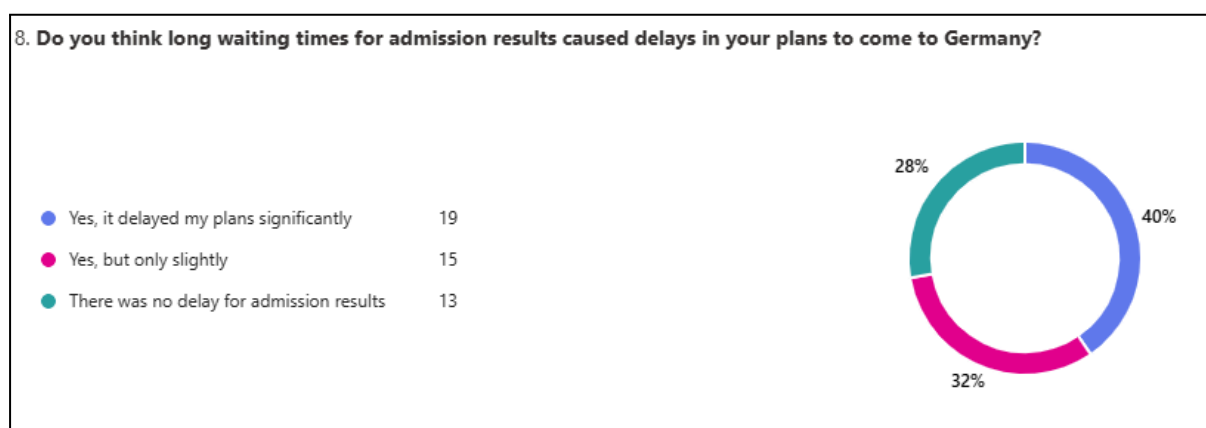 8. Do you think long waiting times for admission results caused delays in your plans to come to Germany?
Yes, it delayed my plans significantly 19
Yes, but only slightly 15
There was no delay for admission results 13
28%
40%
32%